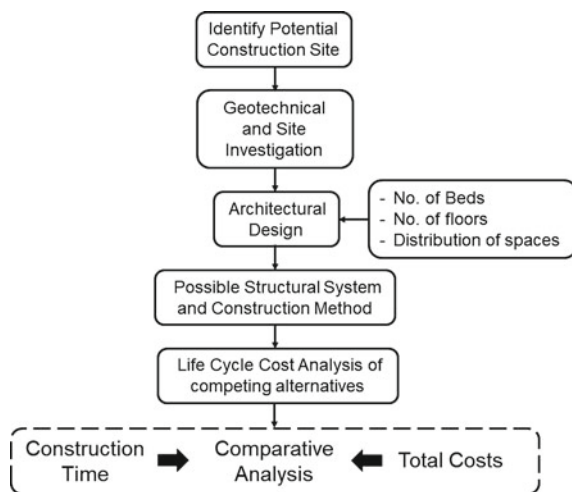 Identify Potential
Construction Site
Geotechnical
and Site
Investigation
Architectural
Design
- No. of Beds
- No. of floors
- Distribution of spaces
Possible Structural System
and Construction Method
Life Cycle Cost Analysis of
competing alternatives
Construction
Time
Comparative
Analysis
Total Costs